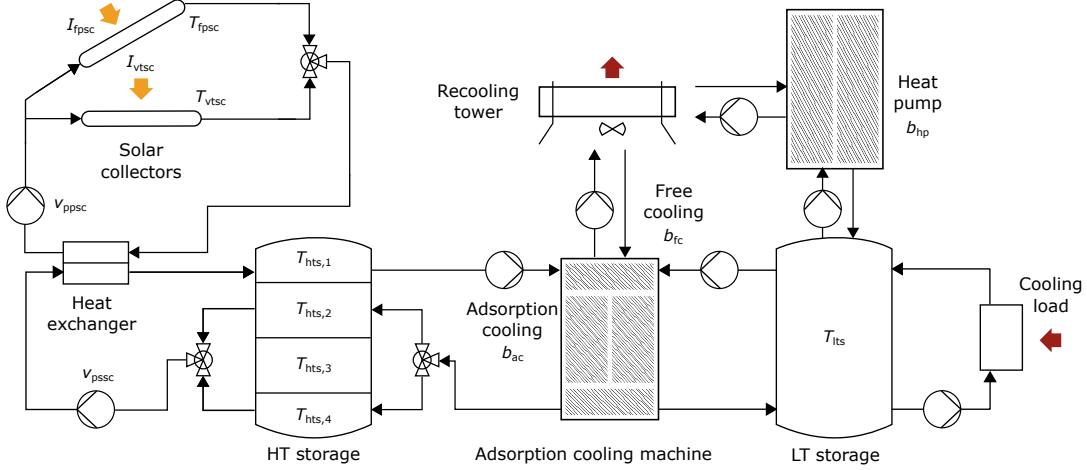 I_fpsc
T_fpsc
I_vtsc
T_vtsc
Solar
collectors
v_ppsc
Heat
exchanger
v_pssc
T_hts,1
T_hts,2
T_hts,3
T_hts,4
HT storage
Recooling
tower
Free
cooling
b_fc
Adsorption
cooling
b_ac
Adsorption cooling machine
Heat
pump
b_hp
T_lts
LT storage
Cooling
load